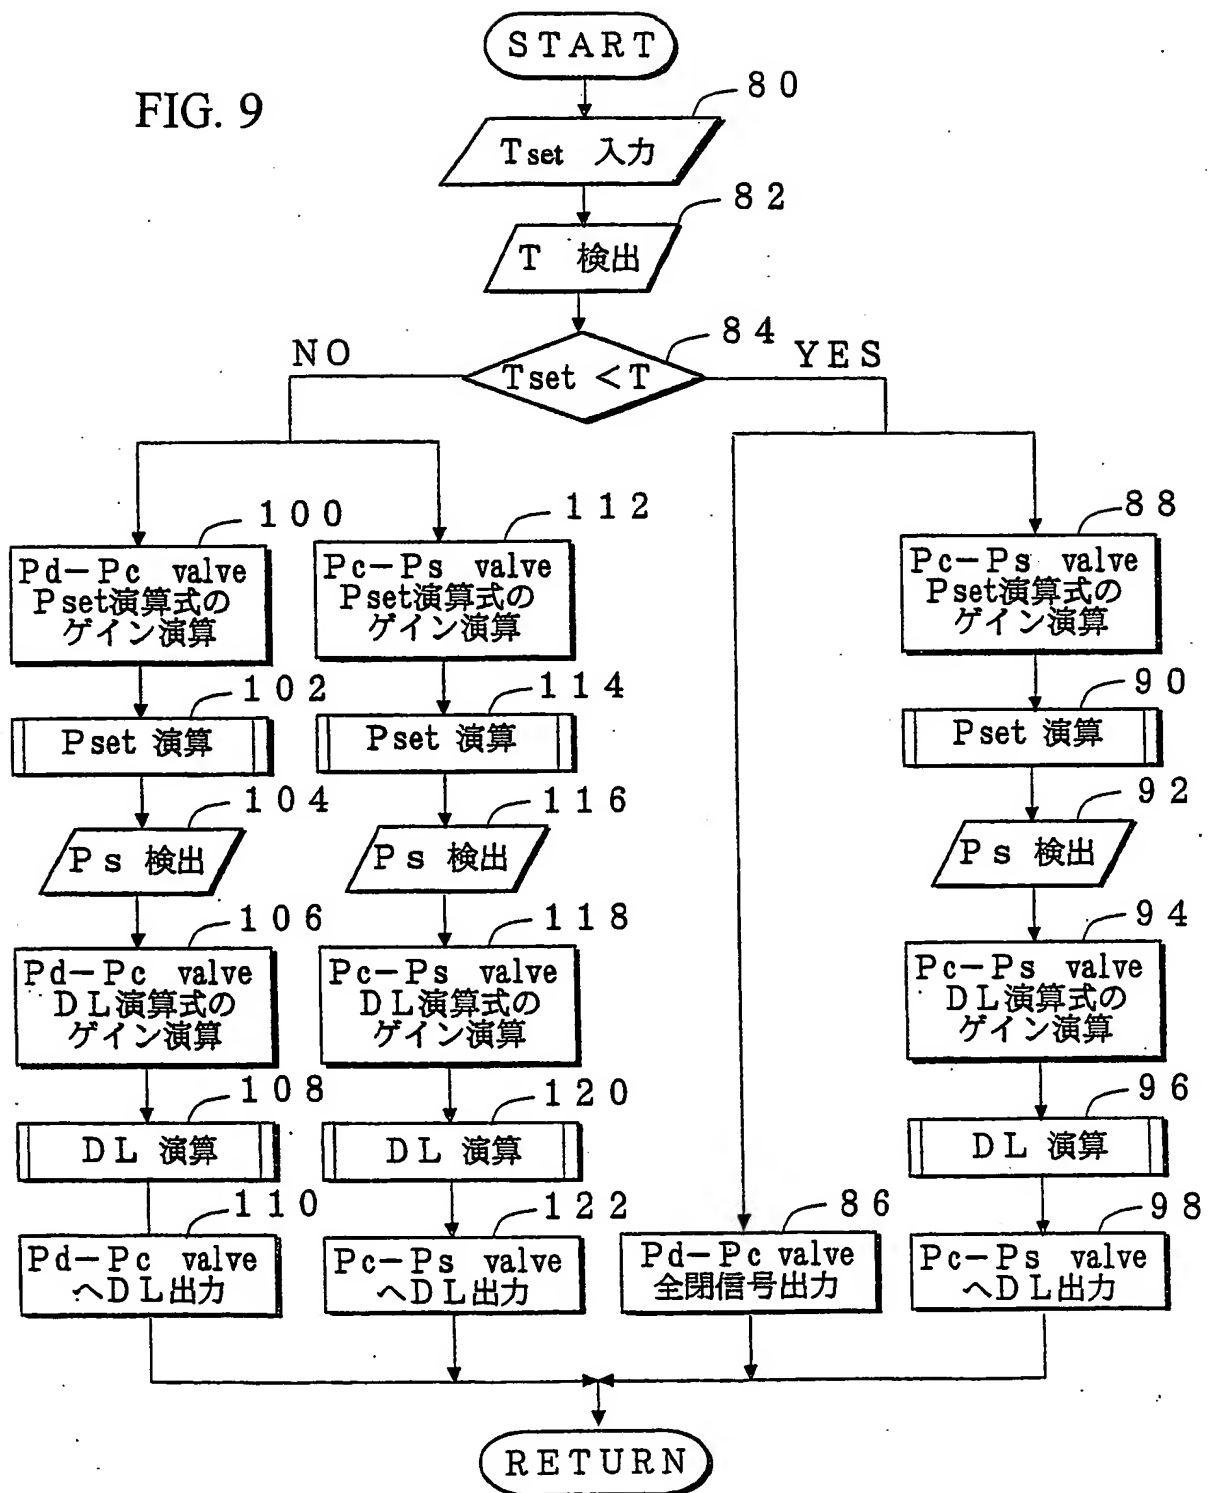 START
FIG. 9
80
Tset 入力
82
T 検出
84
NO
YES
Tset <T
100
Pd-Pc valve
Pset演算式の
ゲイン演算
112
Pc-Ps valve
Pset演算式の
ゲイン演算
88
Pc-Ps valve
Pset演算式の
ゲイン演算
102
Pset 演算
114
Pset 演算
90
Pset 演算
104
Ps 検出
116
Ps 検出
92
Ps 検出
106
Pd-Pc valve
DL演算式の
ゲイン演算
118
Pc-Ps valve
DL演算式の
ゲイン演算
94
Pc-Ps valve
DL演算式の
ゲイン演算
108
DL 演算
120
DL 演算
96
DL 演算
110
Pd-Pc valve
へDL出力
122
Pc-Ps valve
へDL出力
86
Pd-Pc valve
全閉信号出力
98
Pc-Ps valve
へDL出力
RETURN